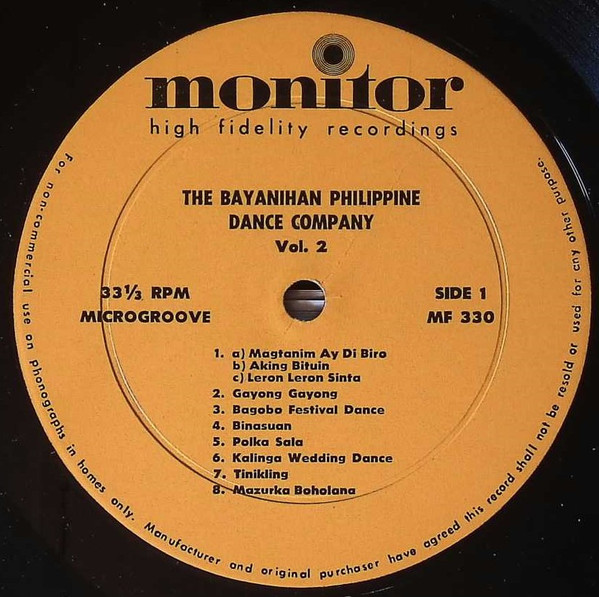 monitor
high fidelity recordings
THE BAYANIHAN PHILIPPINE
DANCE COMPANY
Vol. 2
33 1/3 RPM
MICROGROOVE
SIDE 1
MF 330
1. a) Magtanim Ay Di Biro
b) Aking Bituin
c) Leron Leron Sinta
2. Gayong Gayong
3. Bagobo Festival Dance
4. Binasuan
5. Polka Sala
6. Kalinga Wedding Dance
7. Tinikling
8. Mazurka Boholana
For non-commercial use on phonographs in homes only. Manufacturer and original purchaser have agreed this record shall not be resold or used for any other purpose.